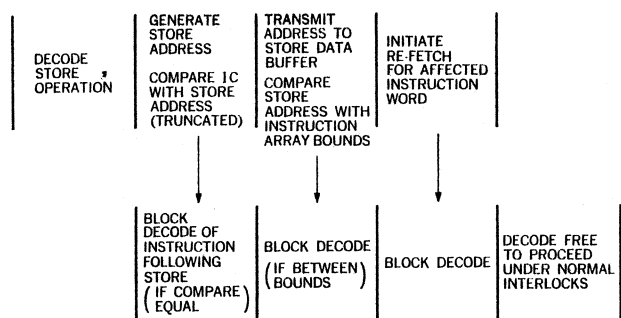 DECODE
STORE
OPERATION
GENERATE
STORE
ADDRESS
COMPARE IC
WITH STORE
ADDRESS
(TRUNCATED)
TRANSMIT
ADDRESS TO
STORE DATA
BUFFER
COMPARE
STORE
ADDRESS WITH
INSTRUCTION
ARRAY BOUNDS
INITIATE
RE-FETCH
FOR AFFECTED
INSTRUCTION
WORD
BLOCK
DECODE OF
INSTRUCTION
FOLLOWING
STORE
(IF COMPARE
EQUAL)
BLOCK DECODE
(IF BETWEEN
BOUNDS)
BLOCK DECODE
DECODE FREE
TO PROCEED
UNDER NORMAL
INTERLOCKS